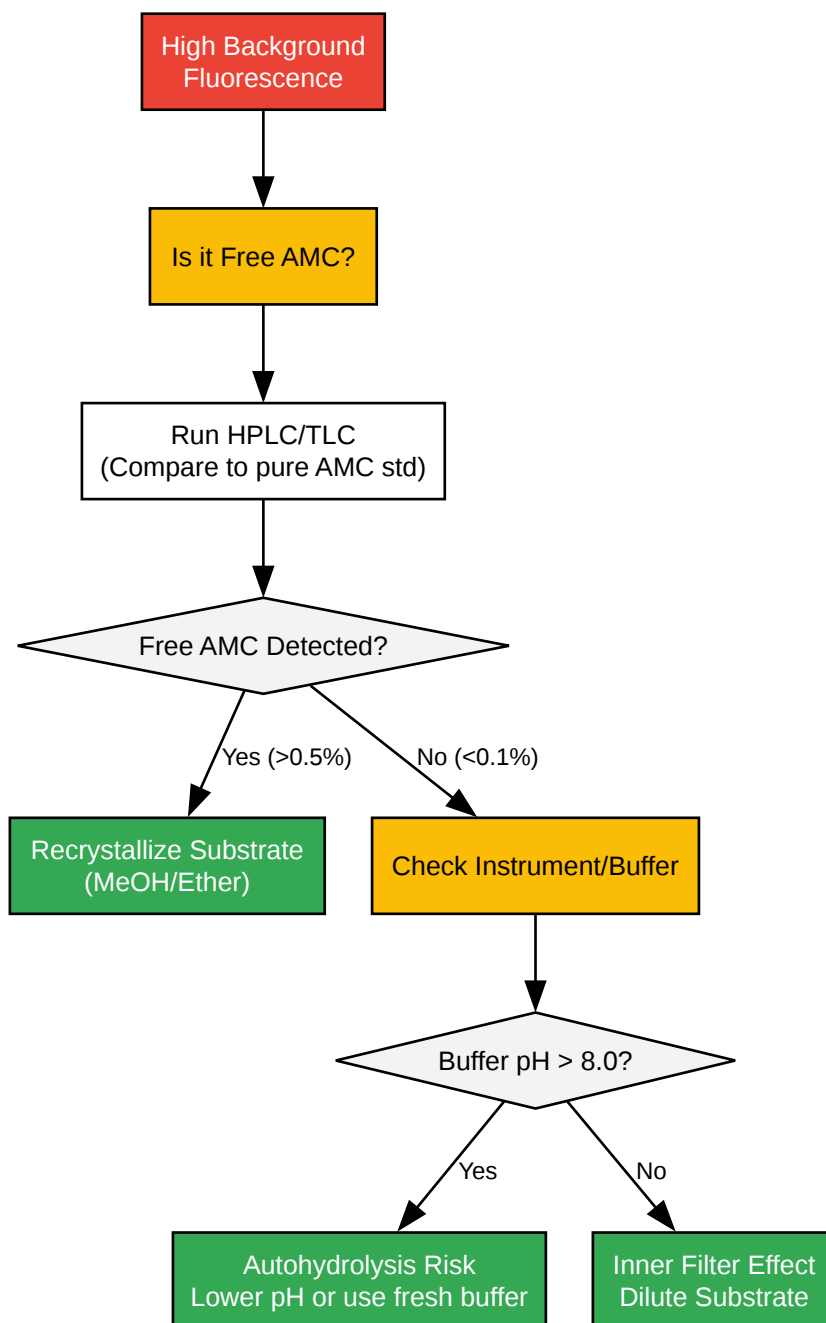 High Background
Fluorescence
Is it Free AMC?
Run HPLC/TLC
(Compare to pure AMC std)
Free AMC Detected?
Yes (>0.5%)
No (<0.1%)
Recrystallize Substrate
(MeOH/Ether)
Check Instrument/Buffer
Buffer pH > 8.0?
Yes
No
Autohydrolysis Risk
Lower pH or use fresh buffer
Inner Filter Effect
Dilute Substrate